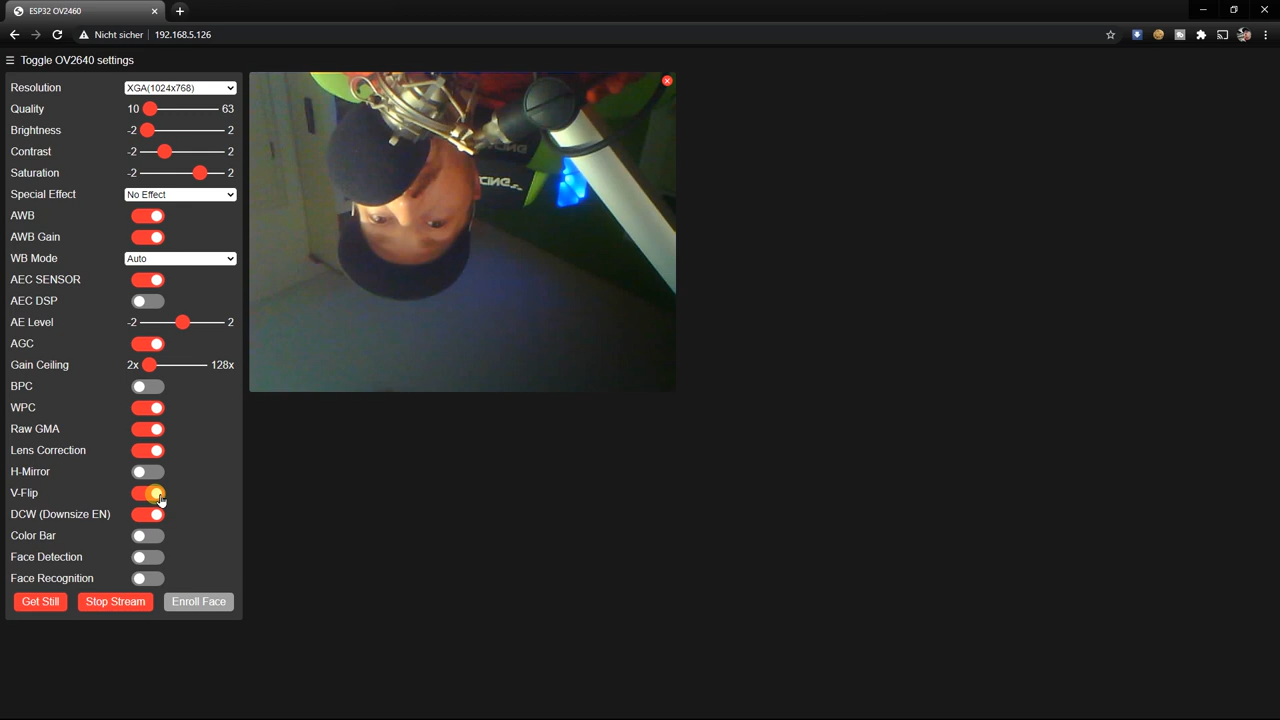 ESP32 OV2460
Nicht sicher 192.168.5.126
Toggle OV2640 settings
Resolution XGA(1024x768)
Quality 10 63
Brightness -2 2
Contrast -2 2
Saturation -2 2
Special Effect No Effect
AWB
AWB Gain
WB Mode Auto
AEC SENSOR
AEC DSP
AE Level -2 2
AGC
Gain Ceiling 2x 128x
BPC
WPC
Raw GMA
Lens Correction
H-Mirror
V-Flip
DCW (Downsize EN)
Color Bar
Face Detection
Face Recognition
Get Still Stop Stream Enroll Face